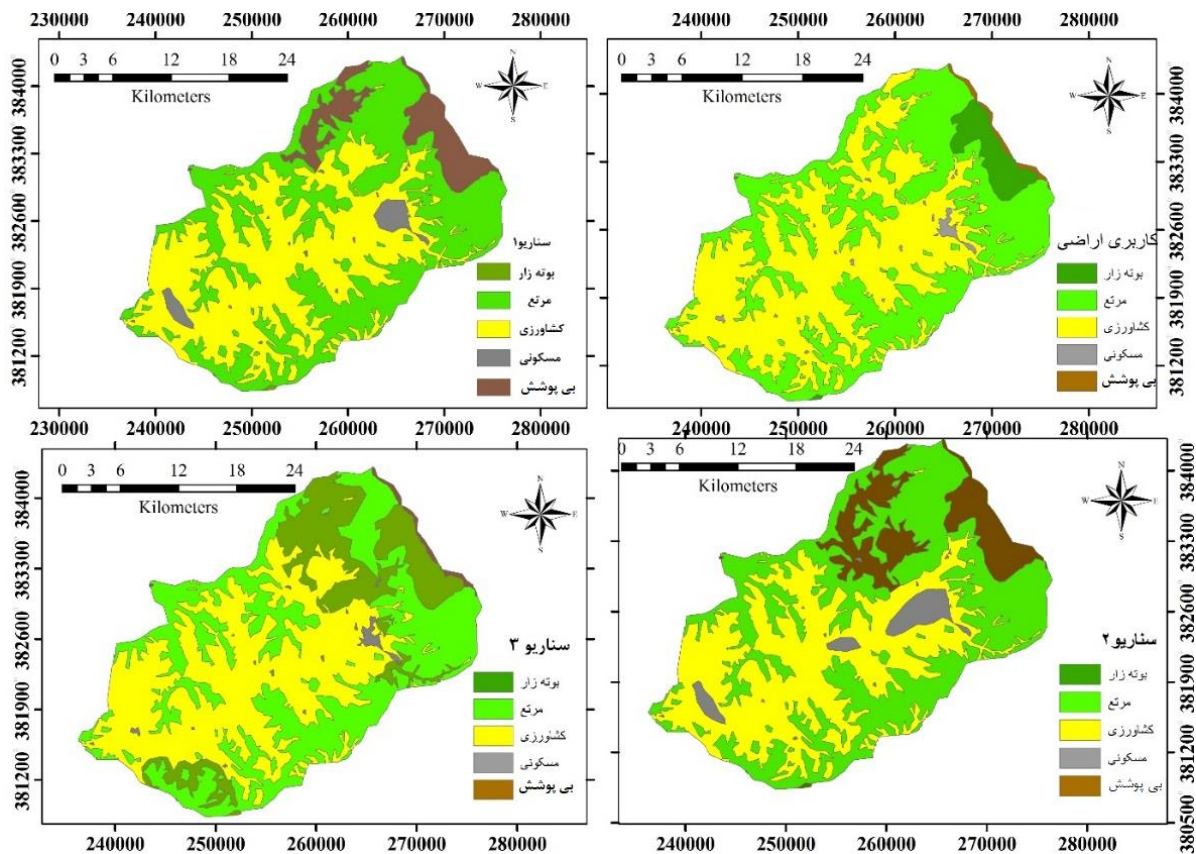 230000 240000 250000 260000 270000 280000
0 3 6 12 18 24
Kilometers
N
W E
S
384000
383300
382600
381900
381200
سناریو۱
بوته زار
مرتع
کشاورزی
مسکونی
بی پوشش
230000 240000 250000 260000 270000 280000
240000 250000 260000 270000 280000
0 3 6 12 18 24
Kilometers
N
W E
S
384000
383300
382600
381900
381200
کاربری اراضی
بوته زار
مرتع
کشاورزی
مسکونی
بی پوشش
240000 250000 260000 270000 280000
0 3 6 12 18 24
Kilometers
N
W E
S
384000
383300
382600
381900
381200
سناریو ۳
بوته زار
مرتع
کشاورزی
مسکونی
بی پوشش
240000 250000 260000 270000 280000
0 3 6 12 18 24
Kilometers
N
W E
S
384000
383300
382600
381900
381200
380500
سناریو ۲
بوته زار
مرتع
کشاورزی
مسکونی
بی پوشش
240000 250000 260000 270000 280000